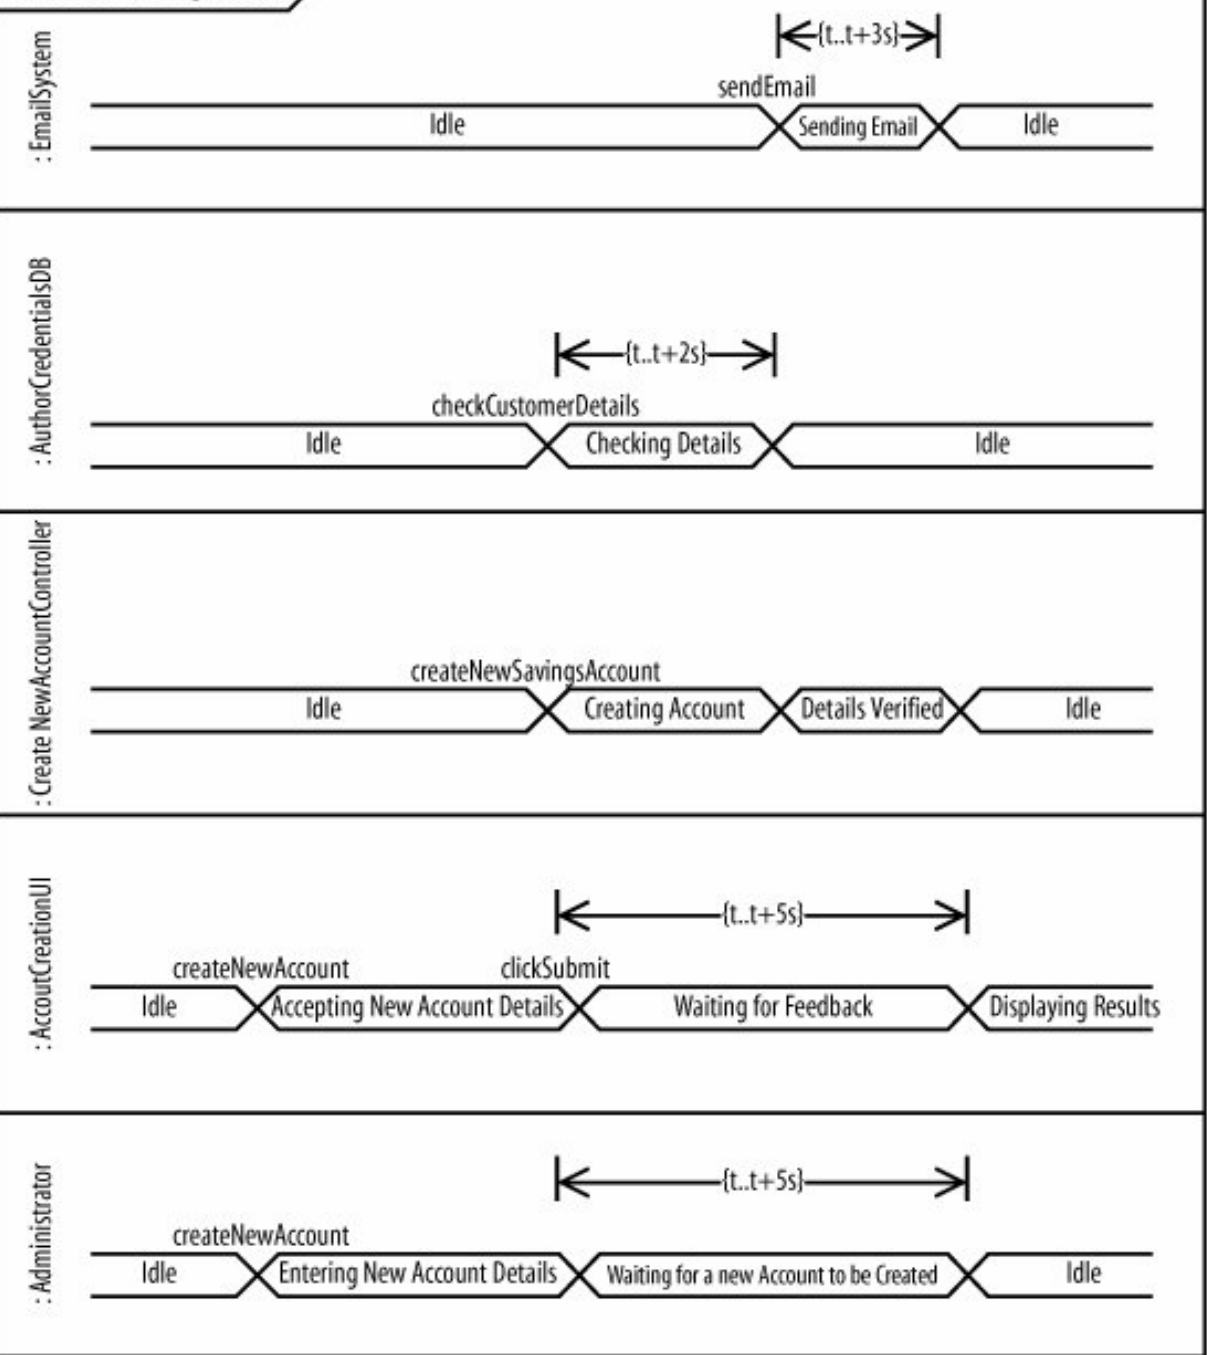 {t..t+3s}
sendEmail
: EmailSystem
Idle
Sending Email
Idle
{t..t+2s}
checkCustomerDetails
: AuthorCredentialsDB
Idle
Checking Details
Idle
createNewSavingsAccount
: Create NewAccountController
Idle
Creating Account
Details Verified
Idle
{t..t+5s}
createNewAccount
clickSubmit
: AccoutCreationUI
Idle
Accepting New Account Details
Waiting for Feedback
Displaying Results
{t..t+5s}
createNewAccount
: Administrator
Idle
Entering New Account Details
Waiting for a new Account to be Created
Idle